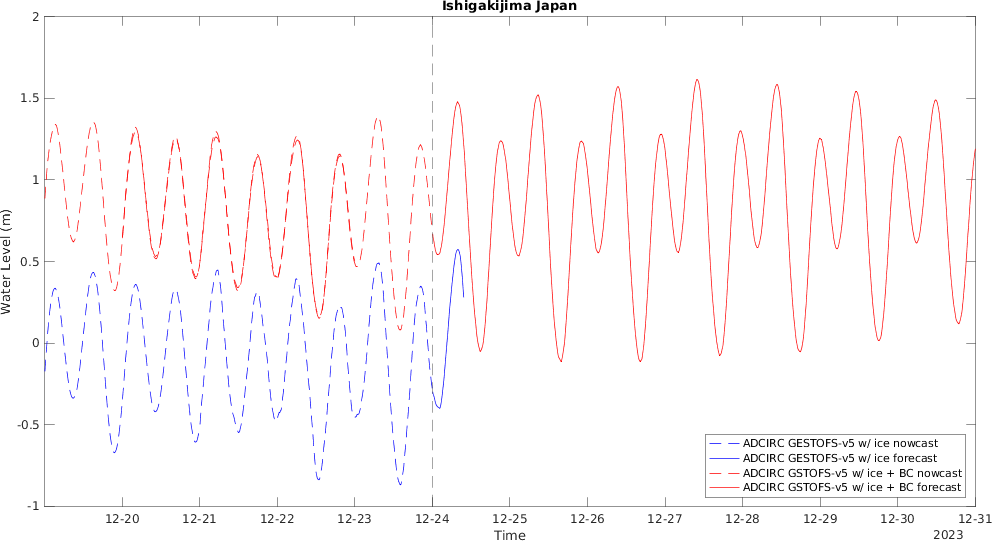 Ishigakijima Japan
2
1.5
1
0.5
0
-0.5
-1
Water Level (m)
12-20 12-21 12-22 12-23 12-24 12-25 12-26 12-27 12-28 12-29 12-30 12-31
Time
2023
ADCIRC GESTOFS-v5 w/ ice nowcast
ADCIRC GESTOFS-v5 w/ ice forecast
ADCIRC GSTOFS-v5 w/ ice + BC nowcast
ADCIRC GSTOFS-v5 w/ ice + BC forecast